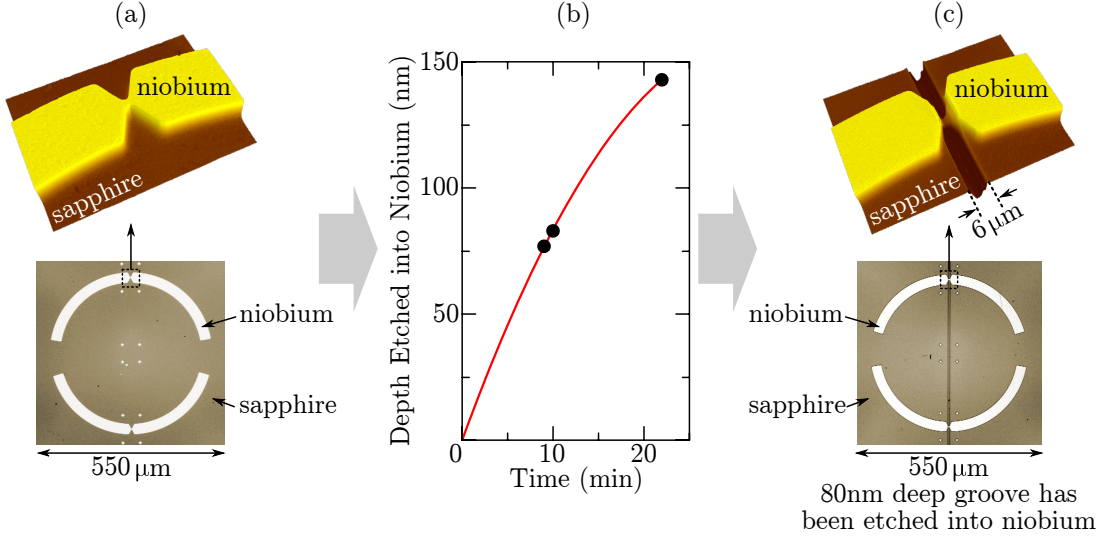 (a)
niobium
sapphire
niobium
sapphire
550 μm
(b)
Depth Etched into Niobium (nm)
150
100
50
0
10
20
Time (min)
(c)
niobium
sapphire
6 μm
niobium
sapphire
550 μm
80nm deep groove has
been etched into niobium